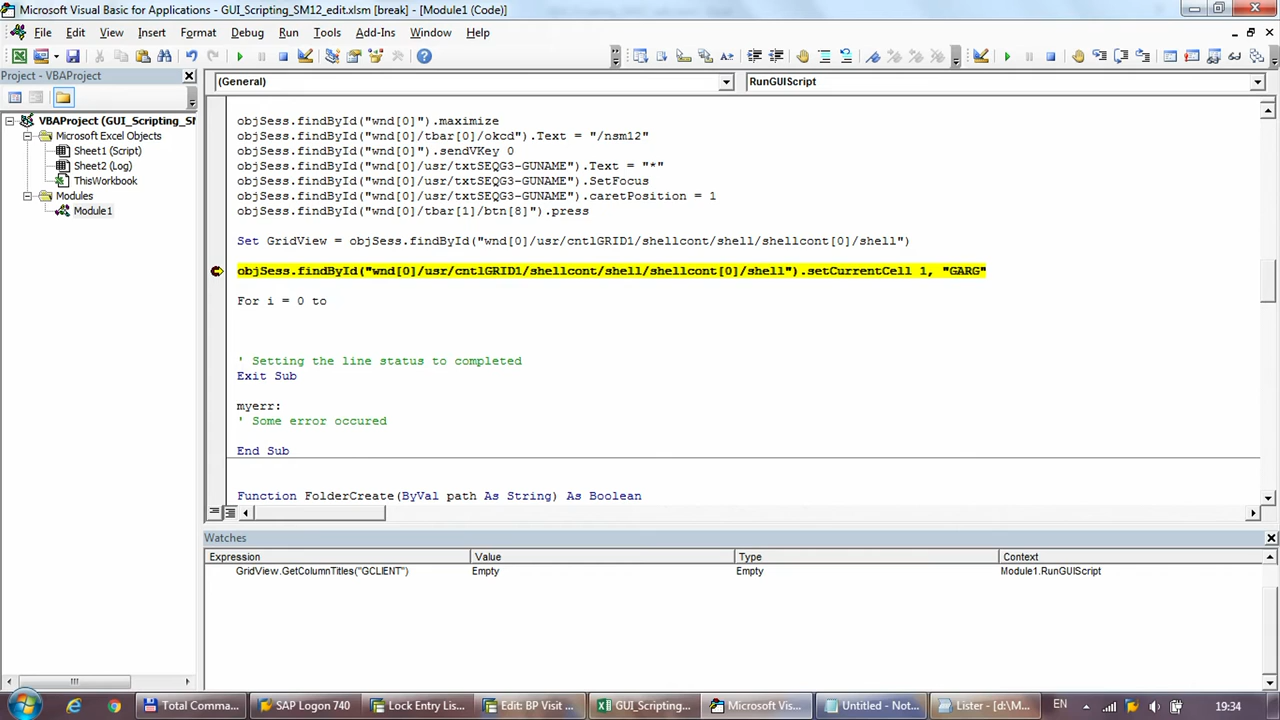 Microsoft Visual Basic for Applications - GUI_Scripting_SM12_edit.xlsm [break] - [Module1 (Code)]
File Edit View Insert Format Debug Run Tools Add-Ins Window Help
Project - VBAProject
(General)
RunGUIScript
VBAProject (GUI_Scripting_S
Microsoft Excel Objects
Sheet1 (Script)
Sheet2 (Log)
ThisWorkbook
Modules
Module1
objSess.findById("wnd[0]").maximize
objSess.findById("wnd[0]/tbar[0]/okcd").Text = "/nsm12"
objSess.findById("wnd[0]").sendVKey 0
objSess.findById("wnd[0]/usr/txtSEQG3-GUNAME").Text = "*"
objSess.findById("wnd[0]/usr/txtSEQG3-GUNAME").SetFocus
objSess.findById("wnd[0]/usr/txtSEQG3-GUNAME").caretPosition = 1
objSess.findById("wnd[0]/tbar[1]/btn[8]").press
Set GridView = objSess.findById("wnd[0]/usr/cntlGRID1/shellcont/shell/shellcont[0]/shell")
objSess.findById("wnd[0]/usr/cntlGRID1/shellcont/shell/shellcont[0]/shell").setCurrentCell 1, "GARG"
For i = 0 to
' Setting the line status to completed
Exit Sub
myerr:
' Some error occured
End Sub
Function FolderCreate(ByVal path As String) As Boolean
Watches
Expression Value Type Context
GridView.GetColumnTitles("GCLIENT") Empty Empty Module1.RunGUIScript
Total Comma... SAP Logon 740 Lock Entry Lis... Edit: BP Visit ... GUI_Scripting... Microsoft Vis... Untitled - Not... Lister - [d:\M... EN 19:34